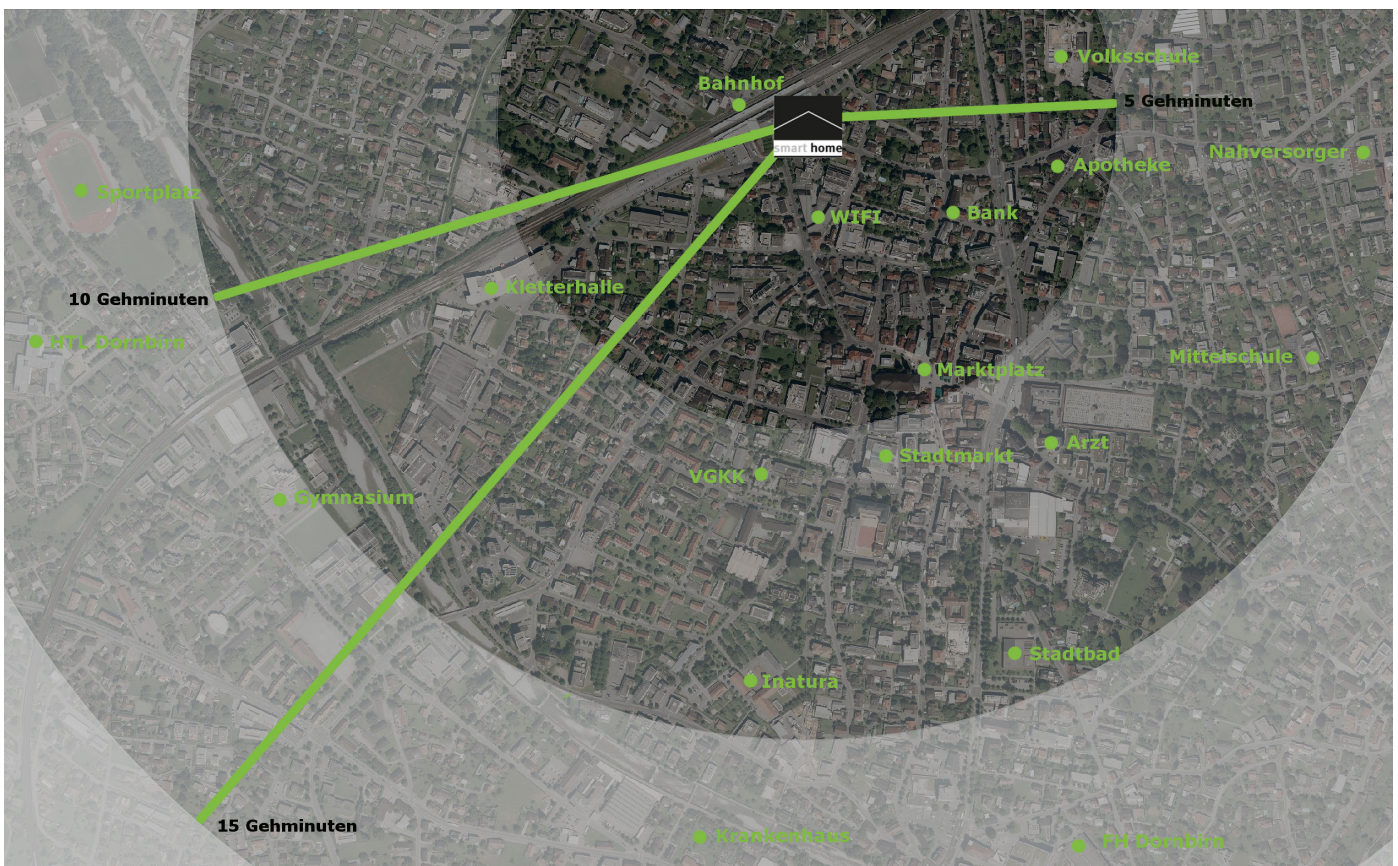 Volksschule
Bahnhof
5 Gehminuten
smart home
Nahversorger
Apotheke
Sportplatz
WIFI
Bank
Kletterhalle
10 Gehminuten
HTL Dornbirn
Mittelschule
Marktplatz
Arzt
Stadtmarkt
VGKK
Gymnasium
Stadtbad
Inatura
15 Gehminuten
Krankenhaus
FH Dornbirn